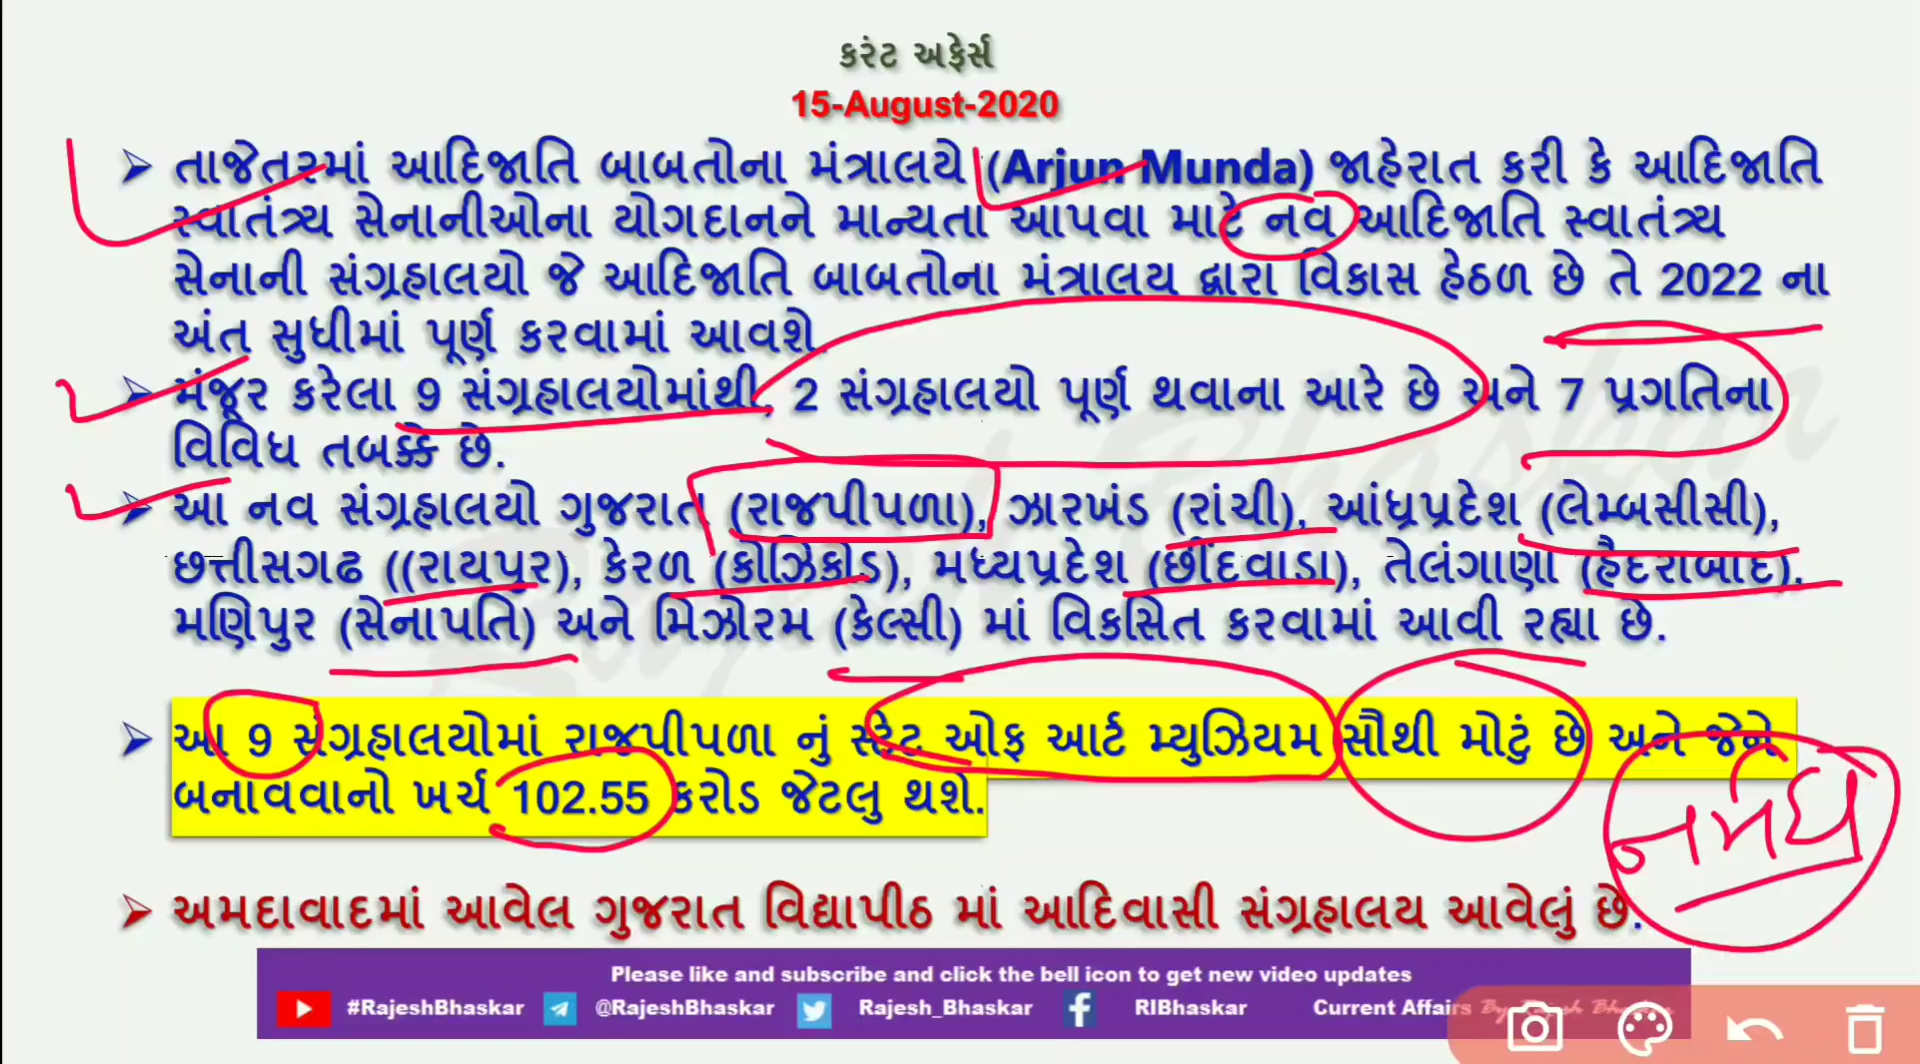 કરંટ અફેર્સ
15-August-2020
➢ તાજેતરમાં આદિજાતિ બાબતોના મંત્રાલયે (Arjun Munda) જાહેરાત કરી કે આદિજાતિ
સ્વાતંત્ર્ય સેનાનીઓના યોગદાનને માન્યતા આપવા માટે નવ આદિજાતિ સ્વાતંત્ર્ય
સેનાની સંગ્રહાલયો જે આદિજાતિ બાબતોના મંત્રાલય દ્વારા વિકાસ હેઠળ છે તે 2022 ના
અંત સુધીમાં પૂર્ણ કરવામાં આવશે.
➢ મંજૂર કરેલા 9 સંગ્રહાલયોમાંથી, 2 સંગ્રહાલયો પૂર્ણ થવાના આરે છે અને 7 પ્રગતિના
વિવિધ તબક્કે છે.
➢ આ નવ સંગ્રહાલયો ગુજરાત (રાજપીપળા), ઝારખંડ (રાંચી), આંધ્રપ્રદેશ (લેમ્બસીસી),
છત્તીસગઢ ((રાયપુર), કેરળ (કોઝિકોડ), મધ્યપ્રદેશ (છીંદવાડા), તેલંગાણા (હૈદરાબાદ),
મણિપુર (સેનાપતિ) અને મિઝોરમ (કેલ્સી) માં વિકસિત કરવામાં આવી રહ્યા છે.
➢ આ 9 સંગ્રહાલયોમાં રાજપીપળા નું સ્ટેટ ઓફ આર્ટ મ્યુઝિયમ સૌથી મોટું છે અને જેને
બનાવવાનો ખર્ચ 102.55 કરોડ જેટલુ થશે.
➢ અમદાવાદમાં આવેલ ગુજરાત વિદ્યાપીઠ માં આદિવાસી સંગ્રહાલય આવેલું છે.
Please like and subscribe and click the bell icon to get new video updates
#RajeshBhaskar @RajeshBhaskar Rajesh_Bhaskar RIBhaskar Current Affairs By Rajesh Bhaskar